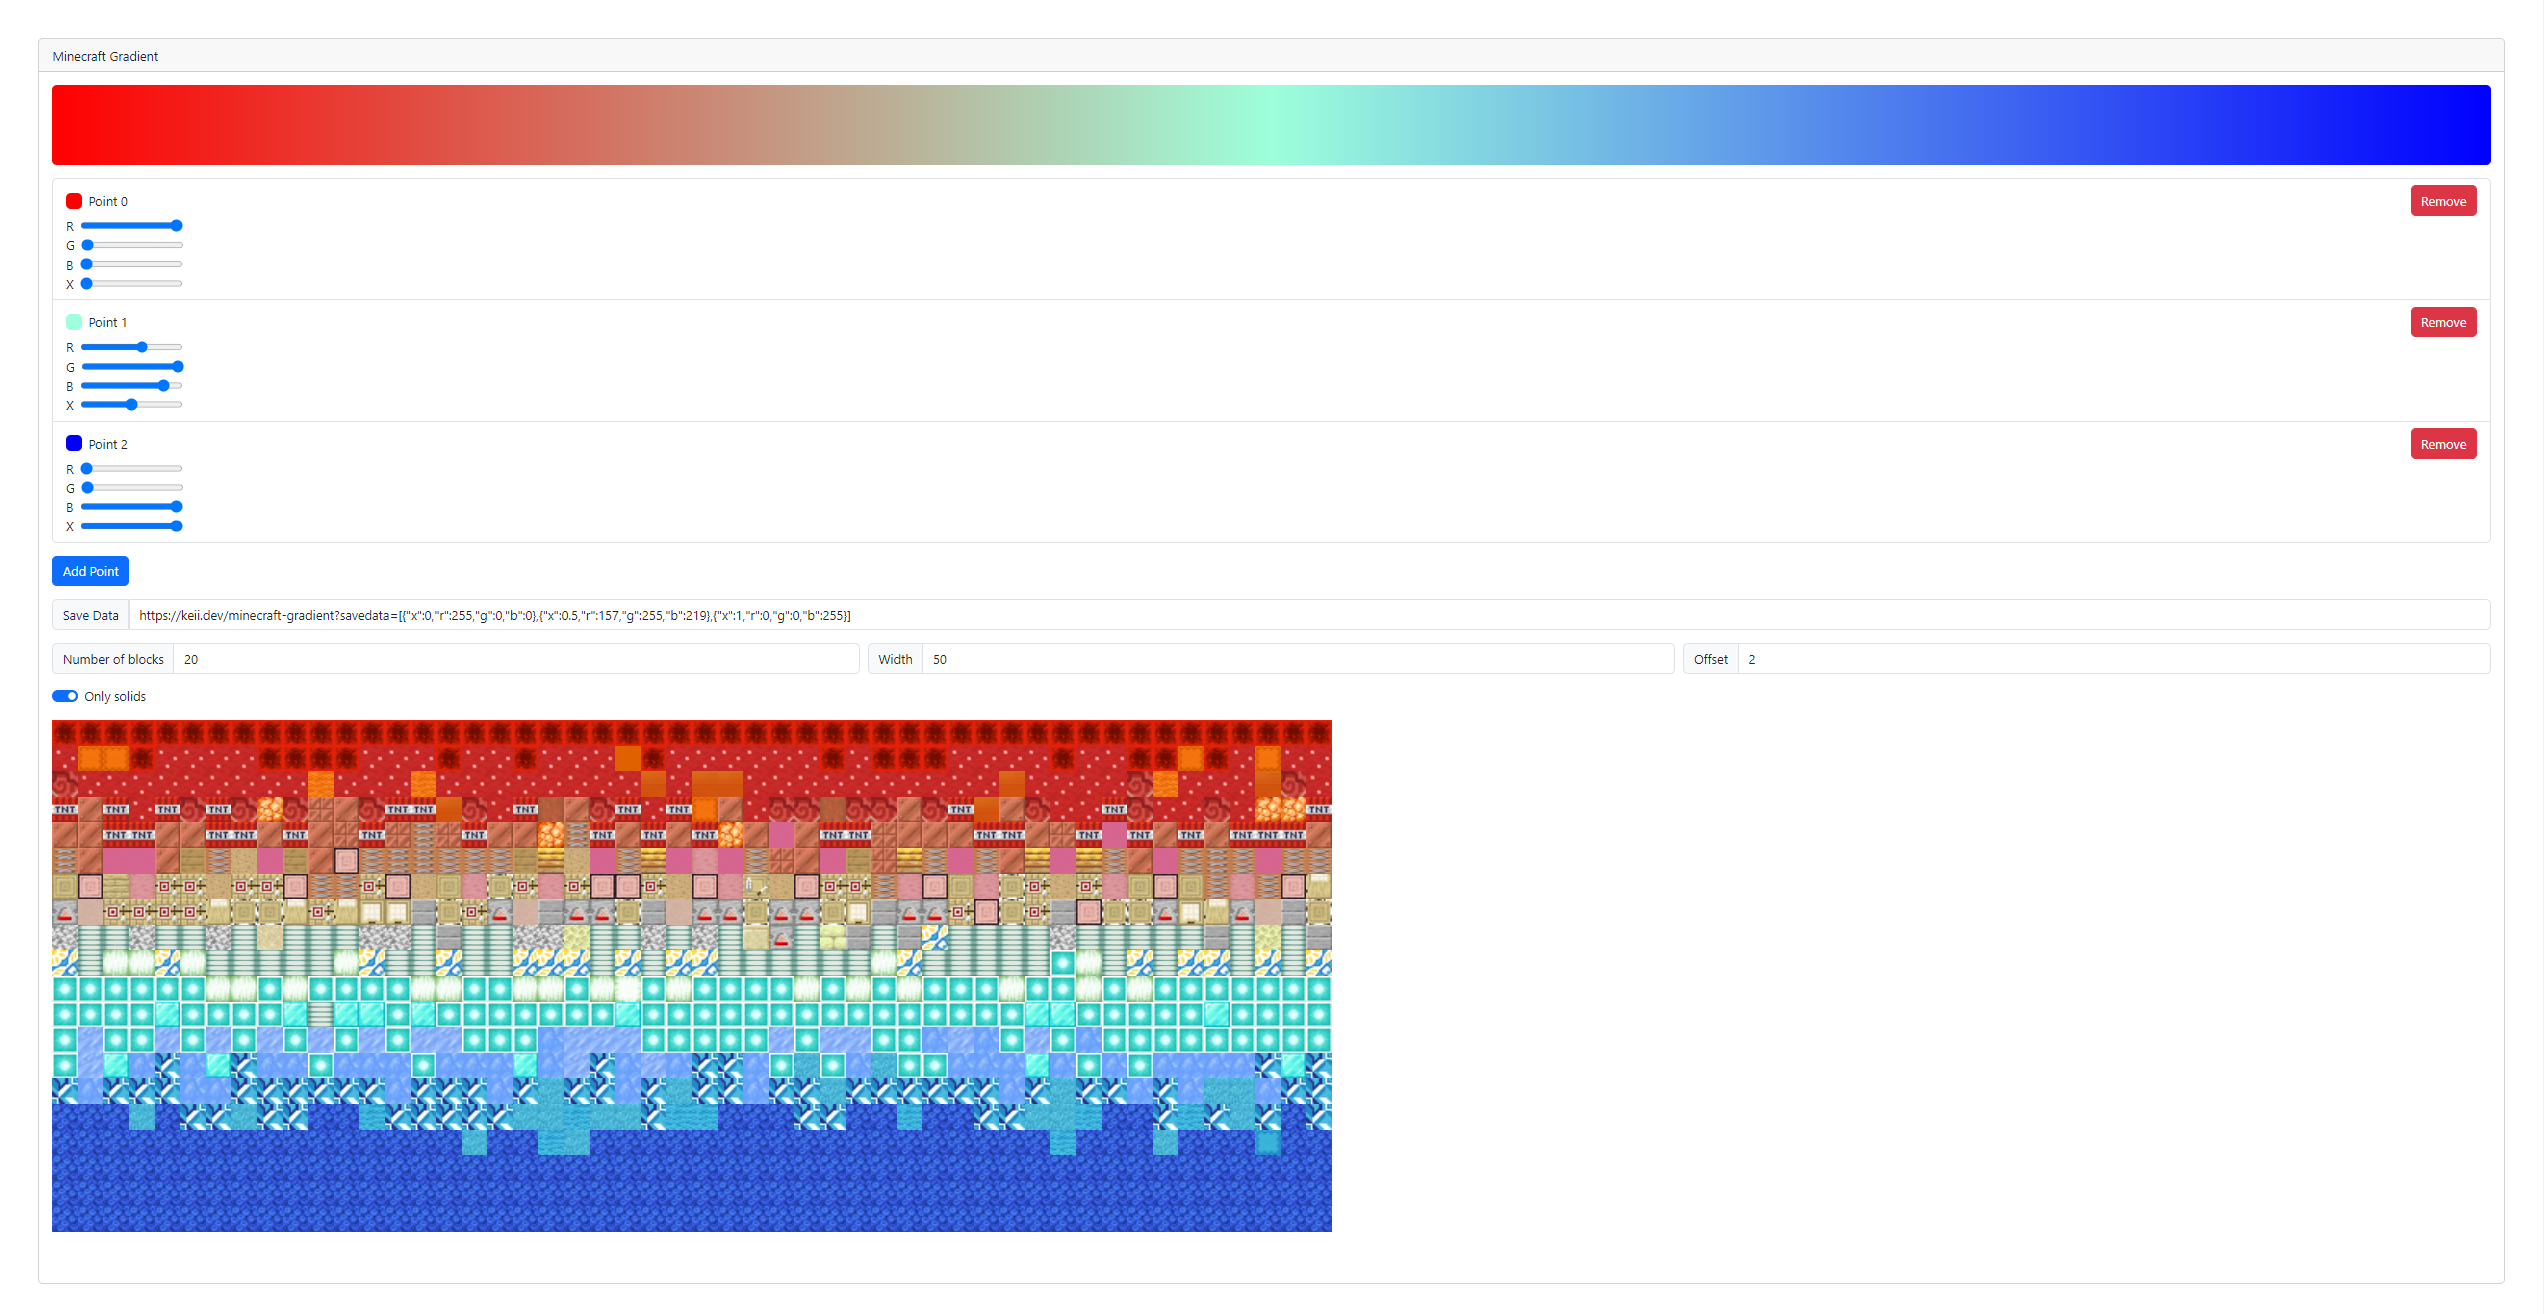 Minecraft Gradient
Point 0
Remove
R
G
B
X
Point 1
Remove
R
G
B
X
Point 2
Remove
R
G
B
X
Add Point
Save Data https://keii.dev/minecraft-gradient?savedata=[{"x":0,"r":255,"g":0,"b":0},{"x":0.5,"r":157,"g":255,"b":219},{"x":1,"r":0,"g":0,"b":255}]
Number of blocks 20 Width 50 Offset 2
Only solids
TNT TNT TNT TNT TNT TNT TNT TNT TNT TNT TNT TNT
TNT TNT TNT TNT TNT TNT TNT TNT TNT TNT TNT TNT TNT TNT TNT TNT TNT TNT TNT TNT